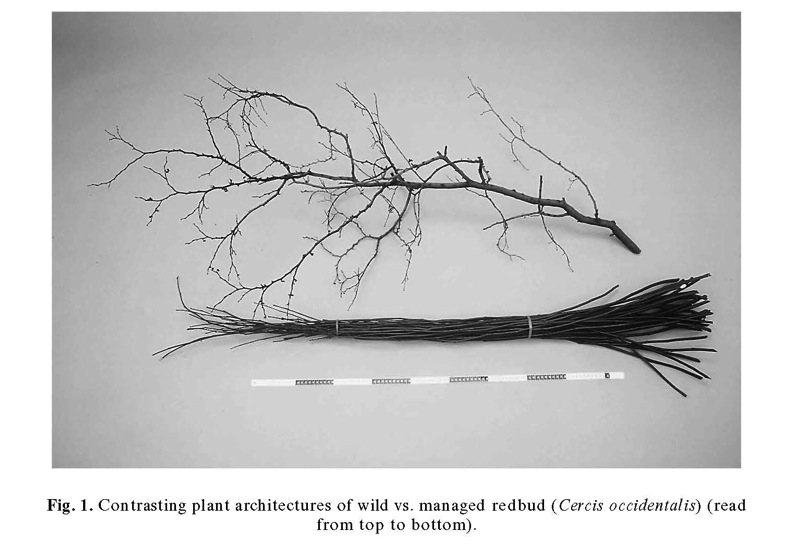 Fig. 1. Contrasting plant architectures of wild vs. managed redbud (Cercis occidentalis) (read
from top to bottom).